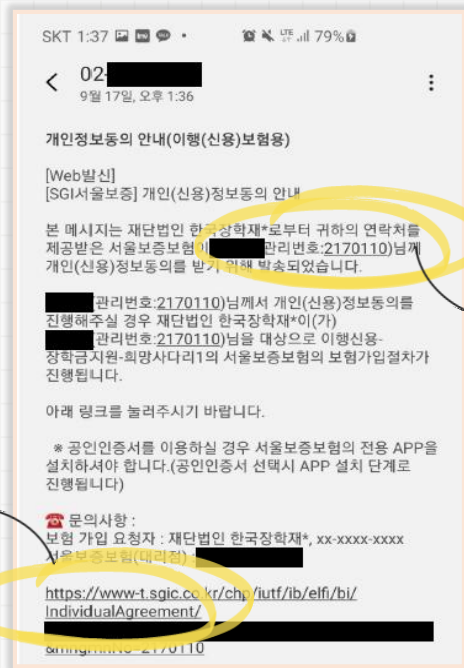 SKT 1:37
LTE 79%
02-
9월 17일, 오후 1:36
개인정보동의 안내(이행(신용)보험용)
[Web발신]
[SGI서울보증] 개인(신용)정보동의 안내
본 메시지는 재단법인 한국장학재*로부터 귀하의 연락처를
제공받은 서울보증보험이 관리번호:2170110)님께
개인(신용)정보동의를 받기 위해 발송되었습니다.
관리번호:2170110)님께서 개인(신용)정보동의를
진행해주실 경우 재단법인 한국장학재*이(가)
관리번호:2170110)님을 대상으로 이행신용-
장학금지원-희망사다리1의 서울보증보험의 보험가입절차가
진행됩니다.
아래 링크를 눌러주시기 바랍니다.
※ 공인인증서를 이용하실 경우 서울보증보험의 전용 APP을
설치하셔야 합니다.(공인인증서 선택시 APP 설치 단계로
진행됩니다)
☎ 문의사항 :
보험 가입 요청자 : 재단법인 한국장학재*, xx-xxxx-xxxx
서울보증보험(대리점) :
https://www-t.sgic.co.kr/chp/iutf/ib/elfi/bi/
IndividualAgreement/